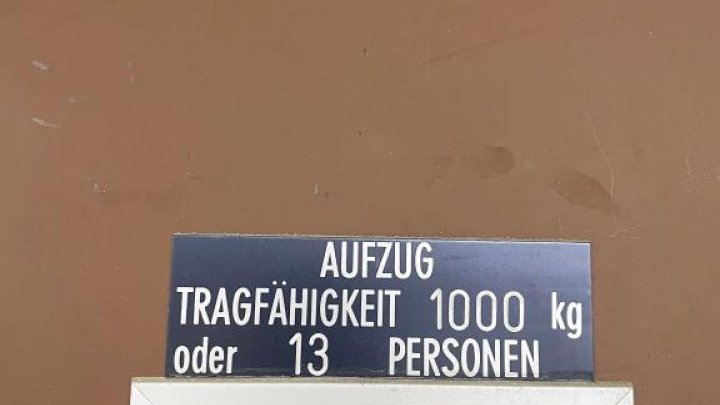 AUFZUG
TRAGFÄHIGKEIT 1000 kg
oder 13 PERSONEN